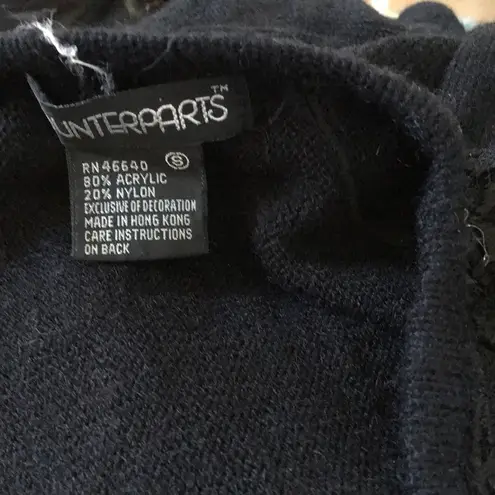 UNTERPARTS™
RN46640 Ⓢ
80% ACRYLIC
20% NYLON
EXCLUSIVE OF DECORATION
MADE IN HONG KONG
CARE INSTRUCTIONS
ON BACK